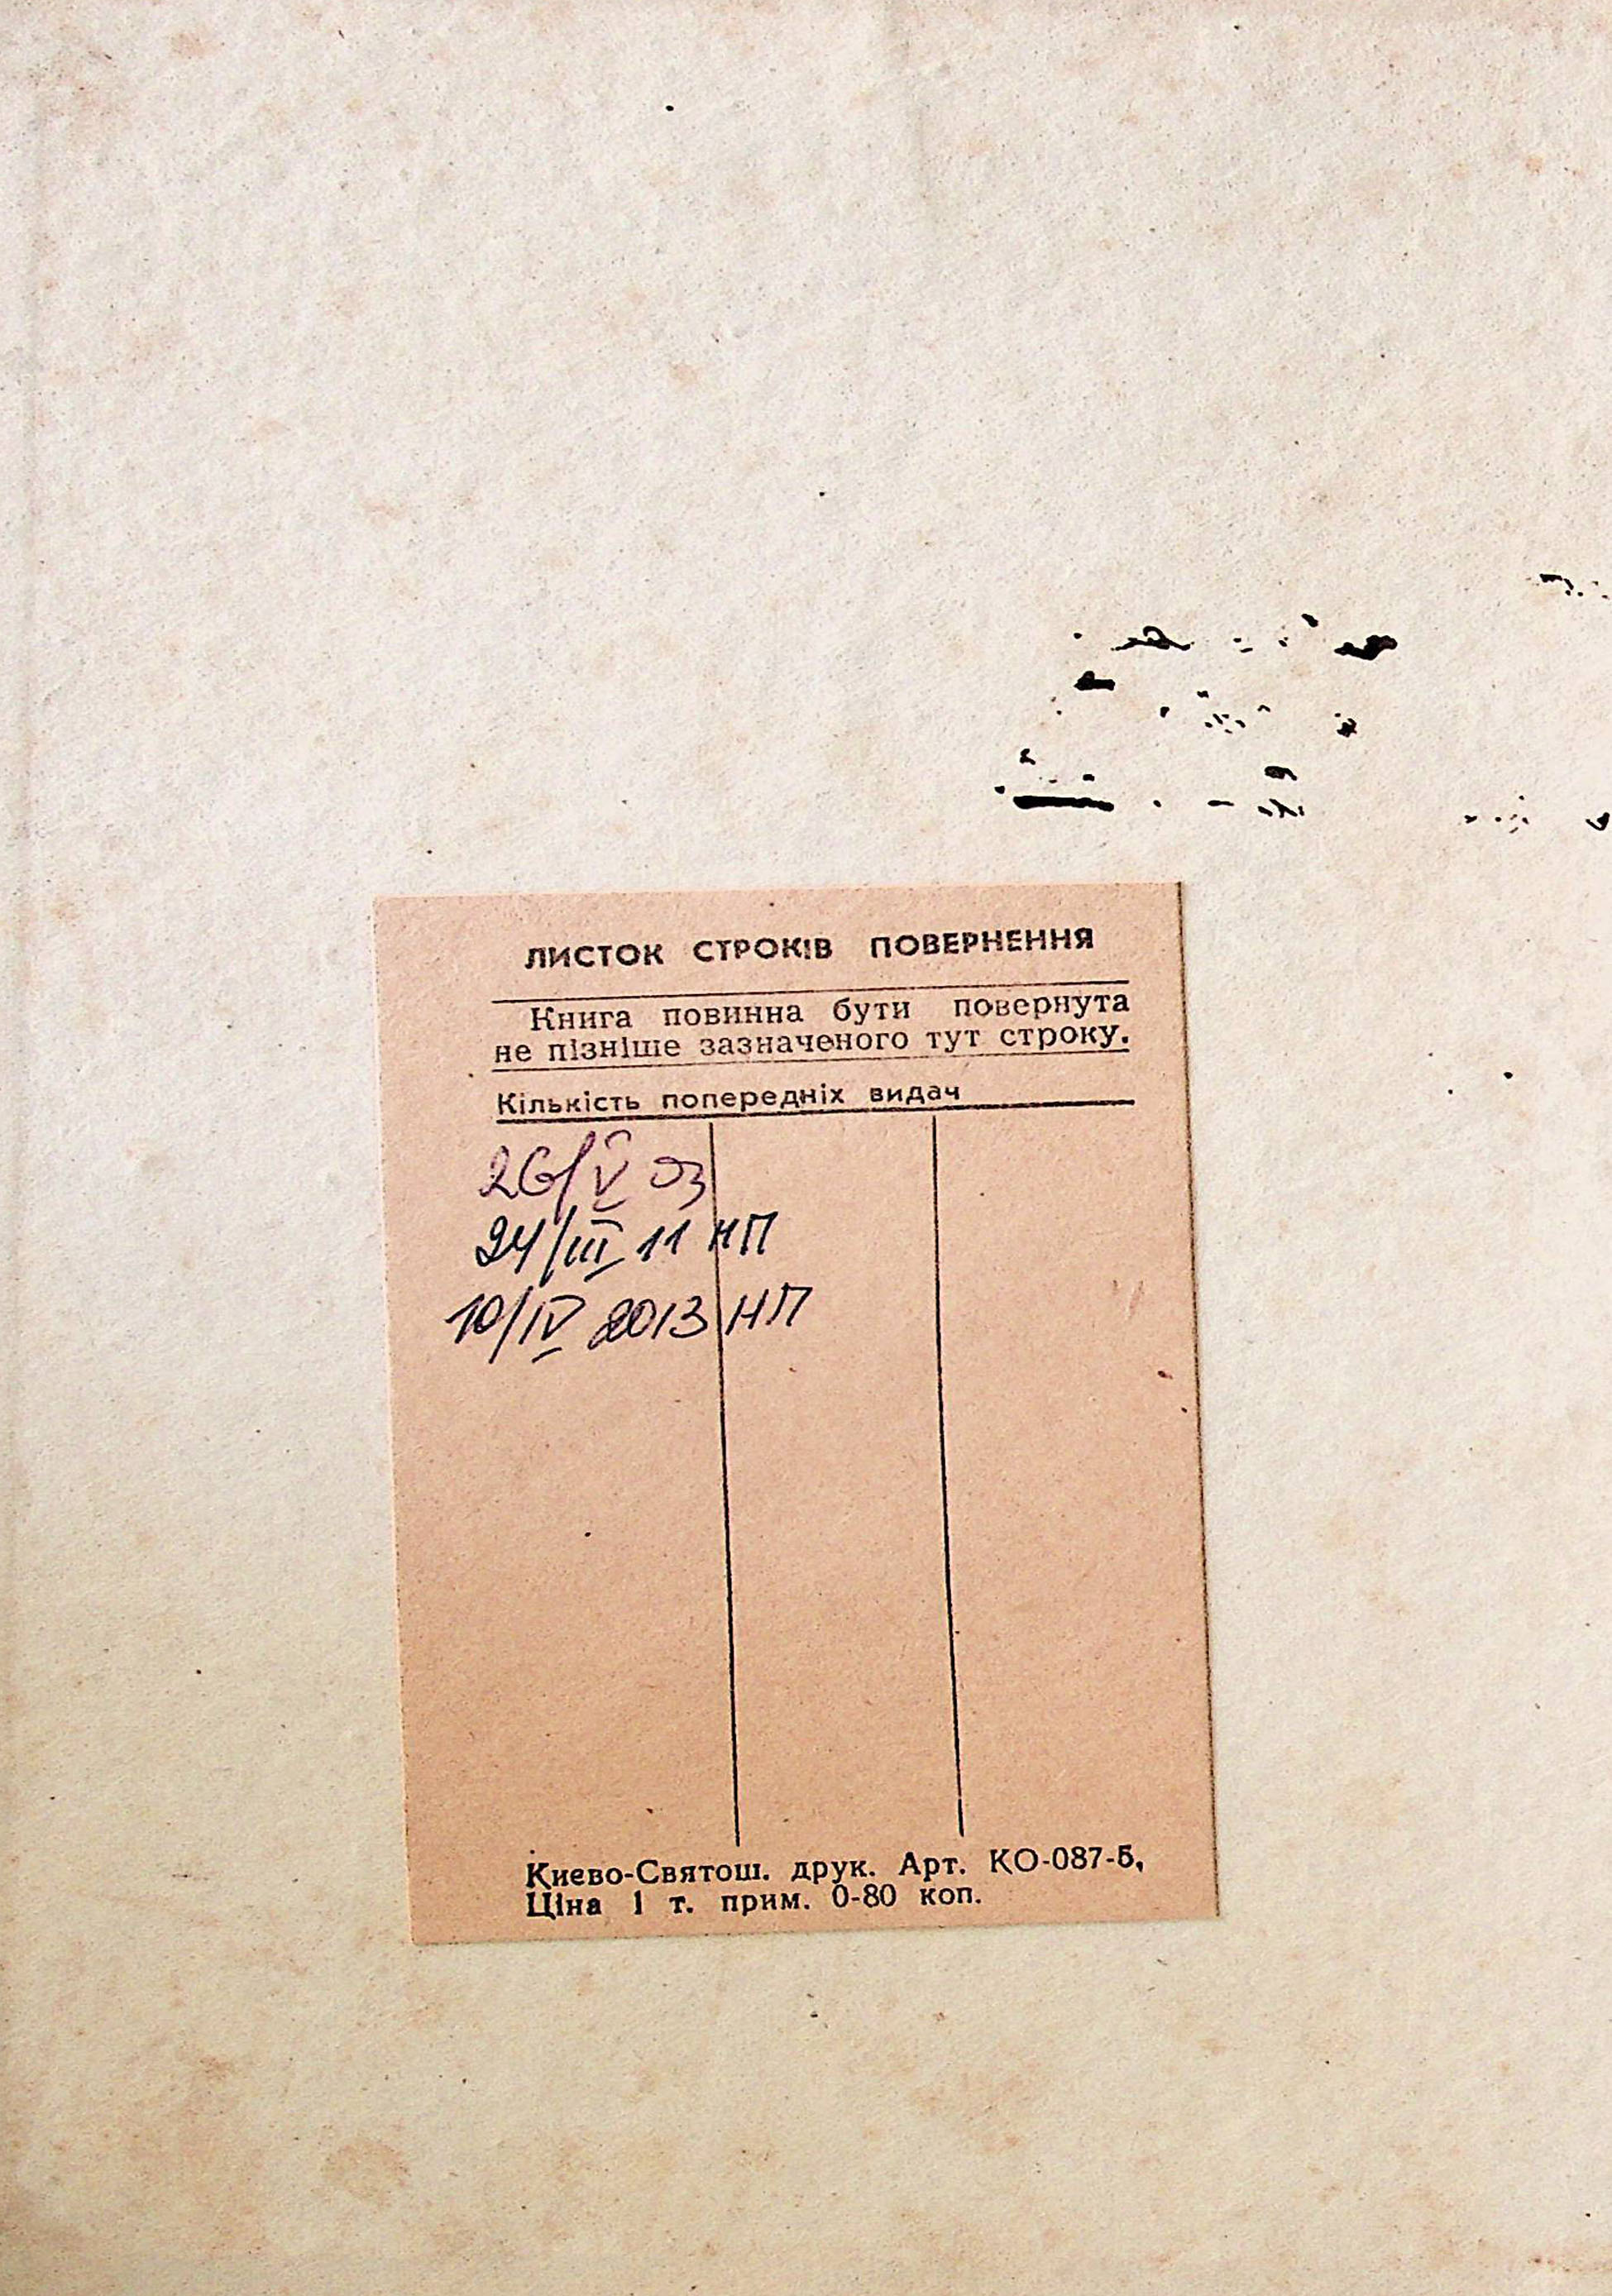 ЛИСТОК СТРОКІВ ПОВЕРНЕННЯ
Книга повинна бути повернута
не пізніше зазначеного тут строку.
Кількість попередніх видач
26/V 03
24/III 11 НП
10/IV 2013 НП
Києво-Святош. друк. Арт. КО-087-5,
Ціна 1 т. прим. 0-80 коп.